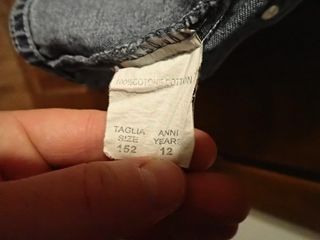 100%COTONE COTTON
TAGLIA ANNI
SIZE YEARS
152 12